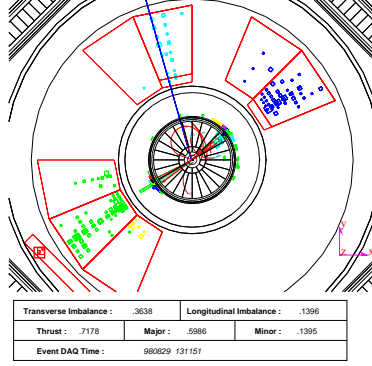 Y
Z X
Transverse Imbalance : .3638 Longitudinal Imbalance : .1396
Thrust : .7178 Major : .5986 Minor : .1395
Event DAQ Time : 980829 131151